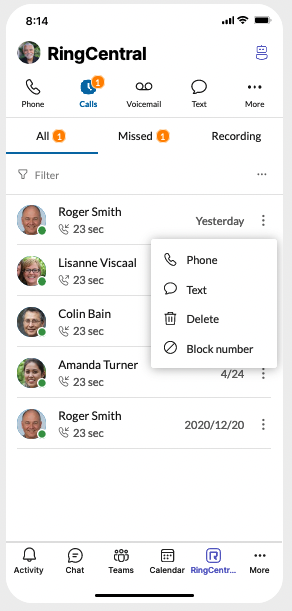 8:14
RingCentral
1
Phone Calls Voicemail Text More
All 1 Missed 1 Recording
Filter
Roger Smith
Yesterday
23 sec
Lisanne Viscaal
23 sec
Phone
Text
Colin Bain
23 sec
Delete
Block number
Amanda Turner
4/24
23 sec
Roger Smith
2020/12/20
23 sec
Activity Chat Teams Calendar RingCentr... More